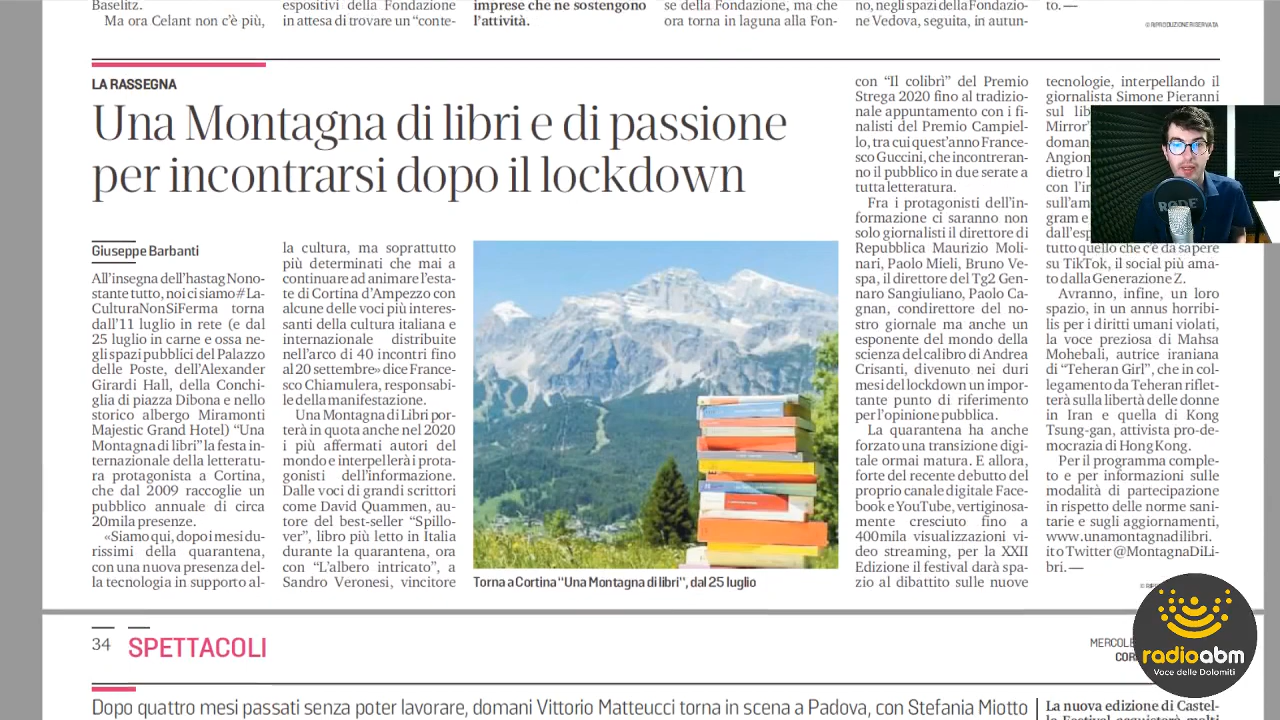 Baselitz.
Ma ora Celant non c'è più,
espositivi della Fondazione
in attesa di trovare un “conte-
imprese che ne sostengono
l'attività.
se della Fondazione, ma che
ora torna in laguna alla Fon-
no, negli spazi della Fondazio-
ne Vedova, seguita, in autun-
to. —
© RIPRODUZIONE RISERVATA
LA RASSEGNA
Una Montagna di libri e di passione
per incontrarsi dopo il lockdown
Giuseppe Barbanti
All'insegna dell'hastag Nono-
stante tutto, noi ci siamo #La-
CulturaNonSiFerma torna
dall'11 luglio in rete (e dal
25 luglio in carne e ossa ne-
gli spazi pubblici del Palazzo
delle Poste, dell'Alexander
Girardi Hall, della Conchi-
glia di piazza Dibona e nello
storico albergo Miramonti
Majestic Grand Hotel) “Una
Montagna di libri” la festa in-
ternazionale della letteratu-
ra protagonista a Cortina,
che dal 2009 raccoglie un
pubblico annuale di circa
20mila presenze.
«Siamo qui, dopo i mesi du-
rissimi della quarantena,
con una nuova presenza del-
la tecnologia in supporto al-
la cultura, ma soprattutto
più determinati che mai a
continuare ad animare l'esta-
te di Cortina d'Ampezzo con
alcune delle voci più interes-
santi della cultura italiana e
internazionale distribuite
nell'arco di 40 incontri fino
al 20 settembre» dice France-
sco Chiamulera, responsabi-
le della manifestazione.
Una Montagna di Libri por-
terà in quota anche nel 2020
i più affermati autori del
mondo e interpellerà i prota-
gonisti dell'informazione.
Dalle voci di grandi scrittori
come David Quammen, au-
tore del best-seller “Spillo-
ver”, libro più letto in Italia
durante la quarantena, ora
con “L'albero intricato”, a
Sandro Veronesi, vincitore
Torna a Cortina "Una Montagna di libri", dal 25 luglio
con “Il colibrì” del Premio
Strega 2020 fino al tradizio-
nale appuntamento con i fi-
nalisti del Premio Campiel-
lo, tra cui quest'anno France-
sco Guccini, che incontreran-
no il pubblico in due serate a
tutta letteratura.
Fra i protagonisti dell'in-
formazione ci saranno non
solo giornalisti il direttore di
Repubblica Maurizio Moli-
nari, Paolo Mieli, Bruno Ve-
spa, il direttore del Tg2 Gen-
naro Sangiuliano, Paolo Ca-
gnan, condirettore del no-
stro giornale ma anche un
esponente del mondo della
scienza del calibro di Andrea
Crisanti, divenuto nei duri
mesi del lockdown un impor-
tante punto di riferimento
per l'opinione pubblica.
La quarantena ha anche
forzato una transizione digi-
tale ormai matura. E allora,
forte del recente debutto del
proprio canale digitale Face-
book e YouTube, vertiginosa-
mente cresciuto fino a
400mila visualizzazioni vi-
deo streaming, per la XXII
Edizione il festival darà spa-
zio al dibattito sulle nuove
tecnologie, interpellando il
giornalista Simone Pieranni
sul lib
Mirror”
doman
Angion
dietro l
con l'in
sull'am
gram e
dall'esp
tutto quello che c'è da sapere
su TikTok, il social più ama-
to dalla Generazione Z.
Avranno, infine, un loro
spazio, in un annus horribi-
lis per i diritti umani violati,
la voce preziosa di Mahsa
Mohebali, autrice iraniana
di “Teheran Girl”, che in col-
legamento da Teheran riflet-
terà sulla libertà delle donne
in Iran e quella di Kong
Tsung-gan, attivista pro-de-
mocrazia di Hong Kong.
Per il programma comple-
to e per informazioni sulle
modalità di partecipazione
in rispetto delle norme sani-
tarie e sugli aggiornamenti,
www.unamontagnadilibri.
it o Twitter @MontagnaDiLi-
bri. —
RODE
34 SPETTACOLI
MERCOLE
COR
radioabm
Voce delle Dolomiti
Dopo quattro mesi passati senza poter lavorare, domani Vittorio Matteucci torna in scena a Padova, con Stefania Miotto
La nuova edizione di Castel-